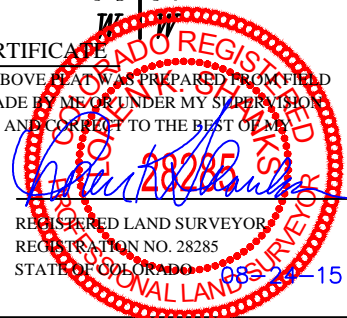 W W
CERTIFICATE
ABOVE PLAT WAS PREPARED FROM FIELD
MADE BY ME OR UNDER MY SUPERVISION
AND CORRECT TO THE BEST OF MY
COLORADO REGISTERED
LOREN K. SHANKS
28285
PROFESSIONAL LAND SURVEYOR
REGISTERED LAND SURVEYOR
REGISTRATION NO. 28285
STATE OF COLORADO
08-24-15